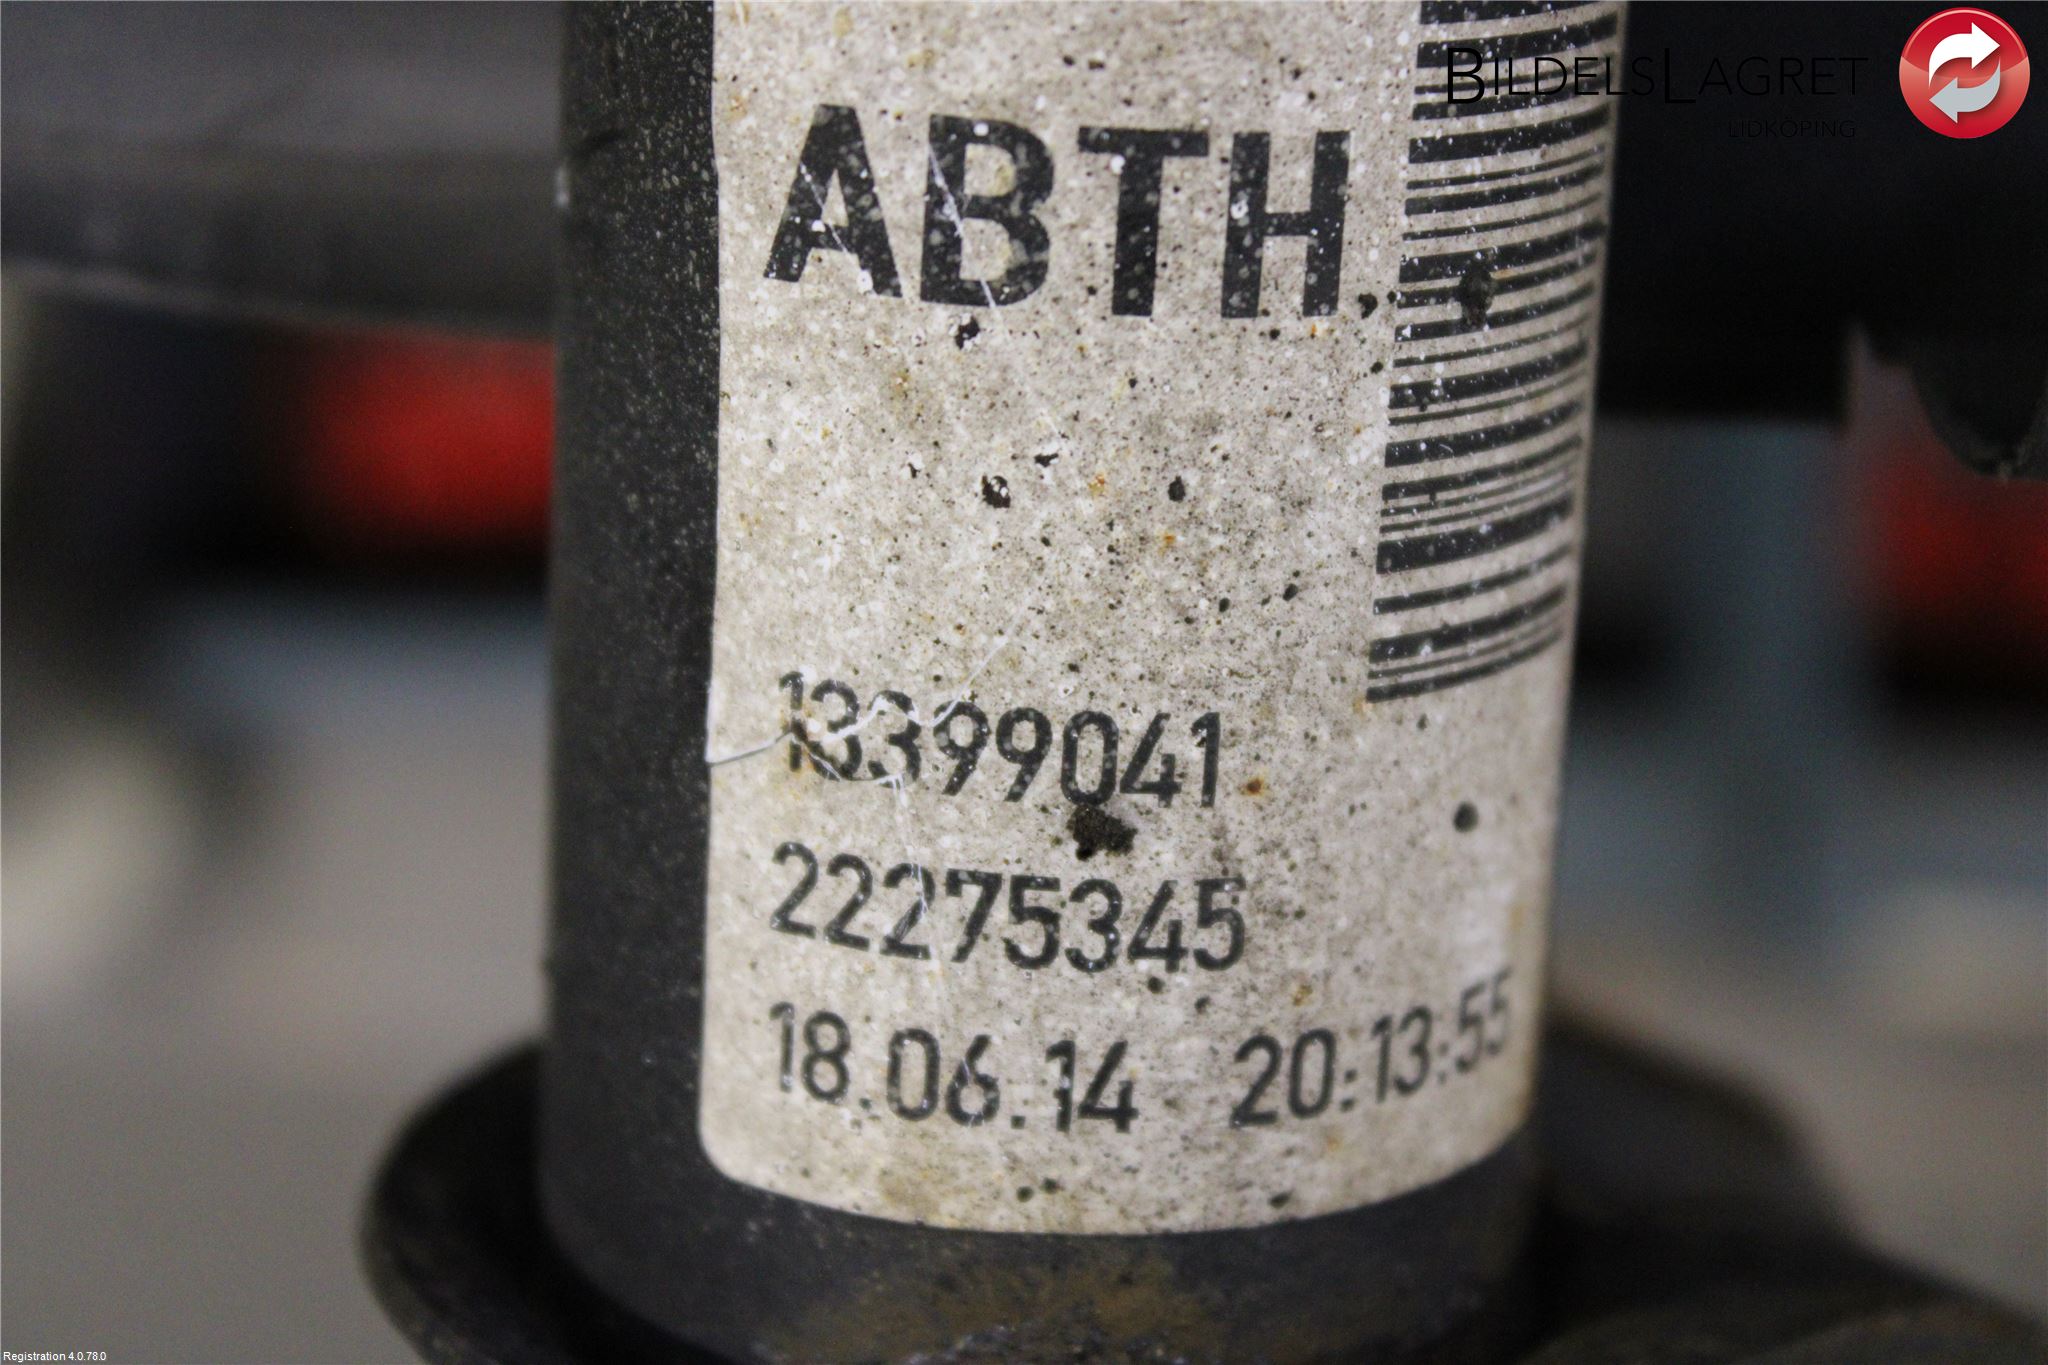 BILDELSLAGRET
LIDKÖPING
ABTH
13399041
22275345
18.06.14 20:13:55
Registration 4.0.78.0